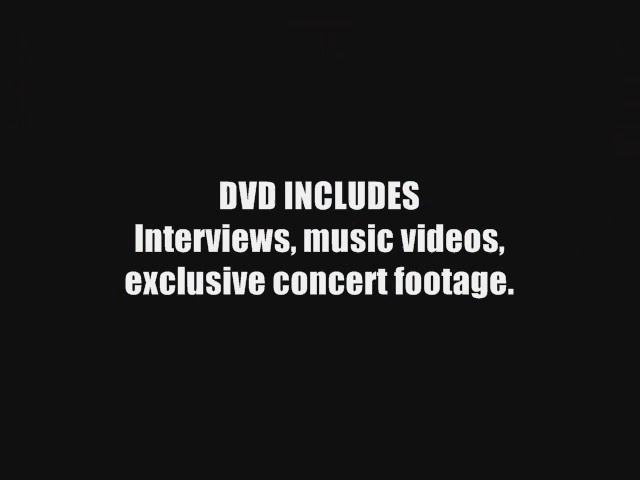 DVD INCLUDES
Interviews, music videos,
exclusive concert footage.